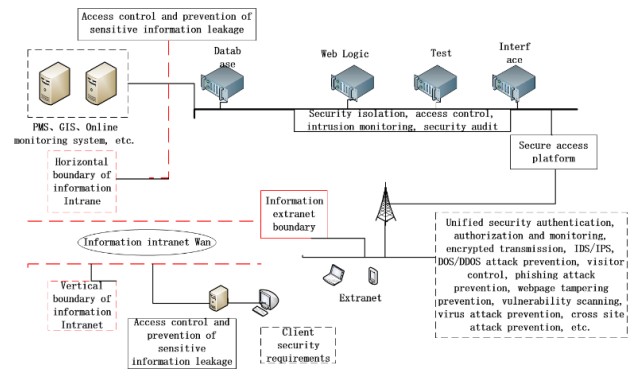 Access control and prevention of
sensitive information leakage
Datab
ase
Web Logic
Test
Interf
ace
Security isolation, access control,
intrusion monitoring, security audit
PMS、GIS、Online
monitoring system, etc.
Secure access
platform
Horizontal
boundary of
information
Intrane
Information
extranet
boundary
Information intranet Wan
Unified security authentication,
authorization and monitoring,
encrypted transmission, IDS/IPS,
DOS/DDOS attack prevention, visitor
control, phishing attack
prevention, webpage tampering
prevention, vulnerability scanning,
virus attack prevention, cross site
attack prevention, etc.
Extranet
Vertical
boundary of
information
Intranet
Access control and
prevention of
sensitive
information leakage
Client
security
requirements